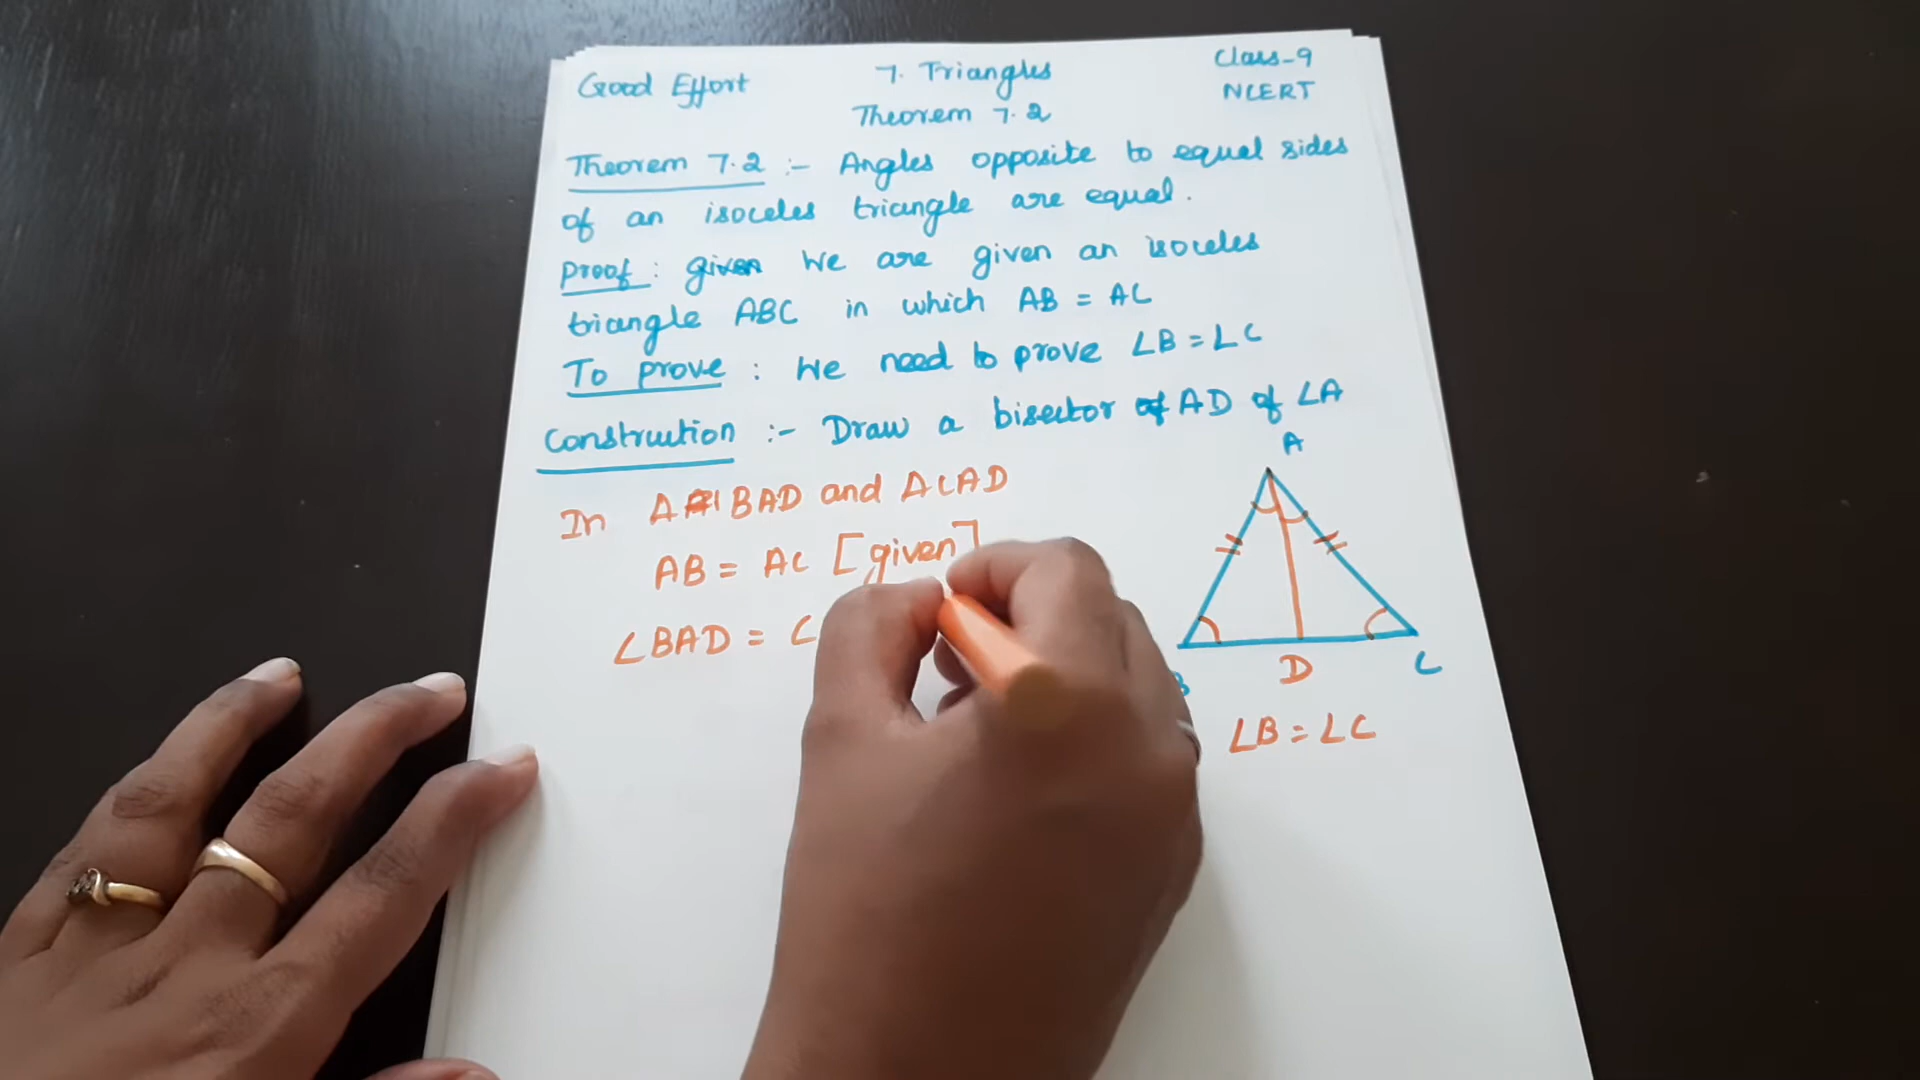 Good Effort
7. Triangles
Class-9
NCERT
Theorem 7.2
Theorem 7.2 :- Angles opposite to equal sides
of an isoceles triangle are equal.
Proof : given We are given an isoceles
triangle ABC in which AB = AC
To prove : We need to prove ∠B = ∠C
Construction :- Draw a bisector of AD of ∠A
In Δ BAD and ΔCAD
AB = AC [given]
∠BAD = ∠
A
B
D
C
∠B = ∠C